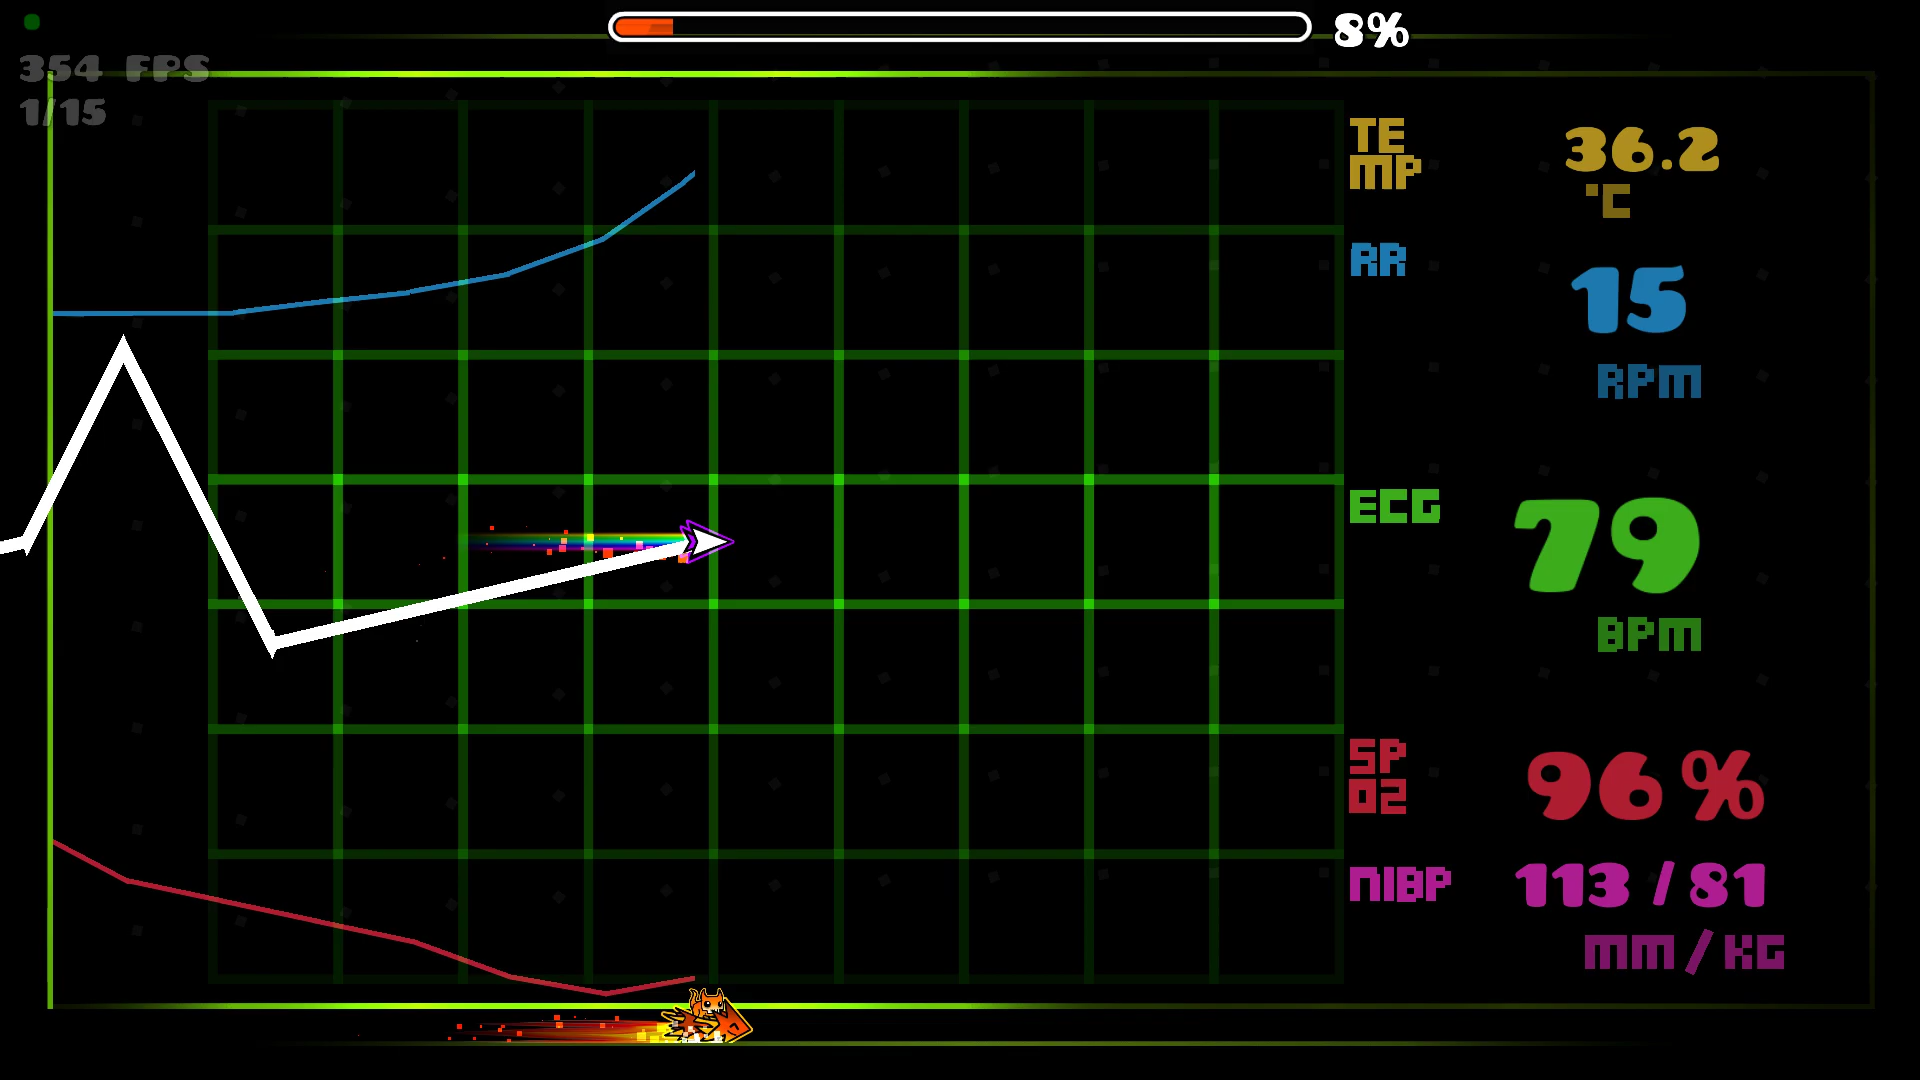 8%
354 FPS
1/15
TE
MP
36.2
°C
RR
15
RPM
ECG
79
BPM
SP
O2
96 %
NIBP
113 / 81
MM / KG